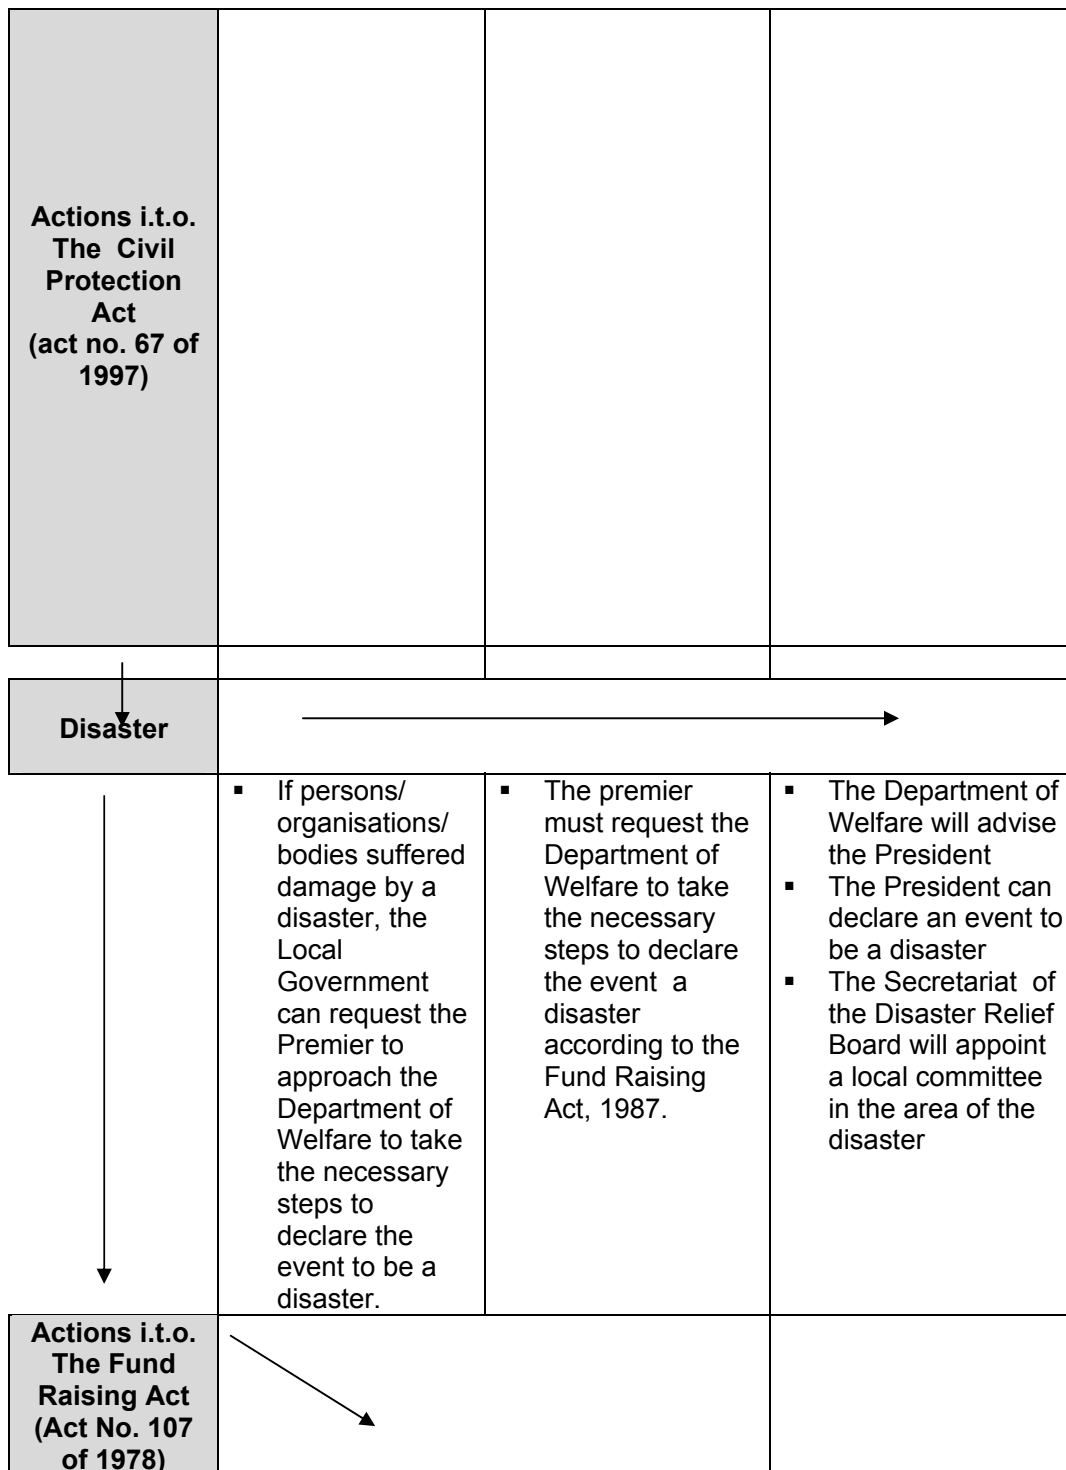 Actions i.t.o.
The Civil
Protection
Act
(act no. 67 of
1997)
Disaster
▪ If persons/
organisations/
bodies suffered
damage by a
disaster, the
Local
Government
can request the
Premier to
approach the
Department of
Welfare to take
the necessary
steps to
declare the
event to be a
disaster.
▪ The premier
must request the
Department of
Welfare to take
the necessary
steps to declare
the event a
disaster
according to the
Fund Raising
Act, 1987.
▪ The Department of
Welfare will advise
the President
▪ The President can
declare an event to
be a disaster
▪ The Secretariat of
the Disaster Relief
Board will appoint
a local committee
in the area of the
disaster
Actions i.t.o.
The Fund
Raising Act
(Act No. 107
of 1978)